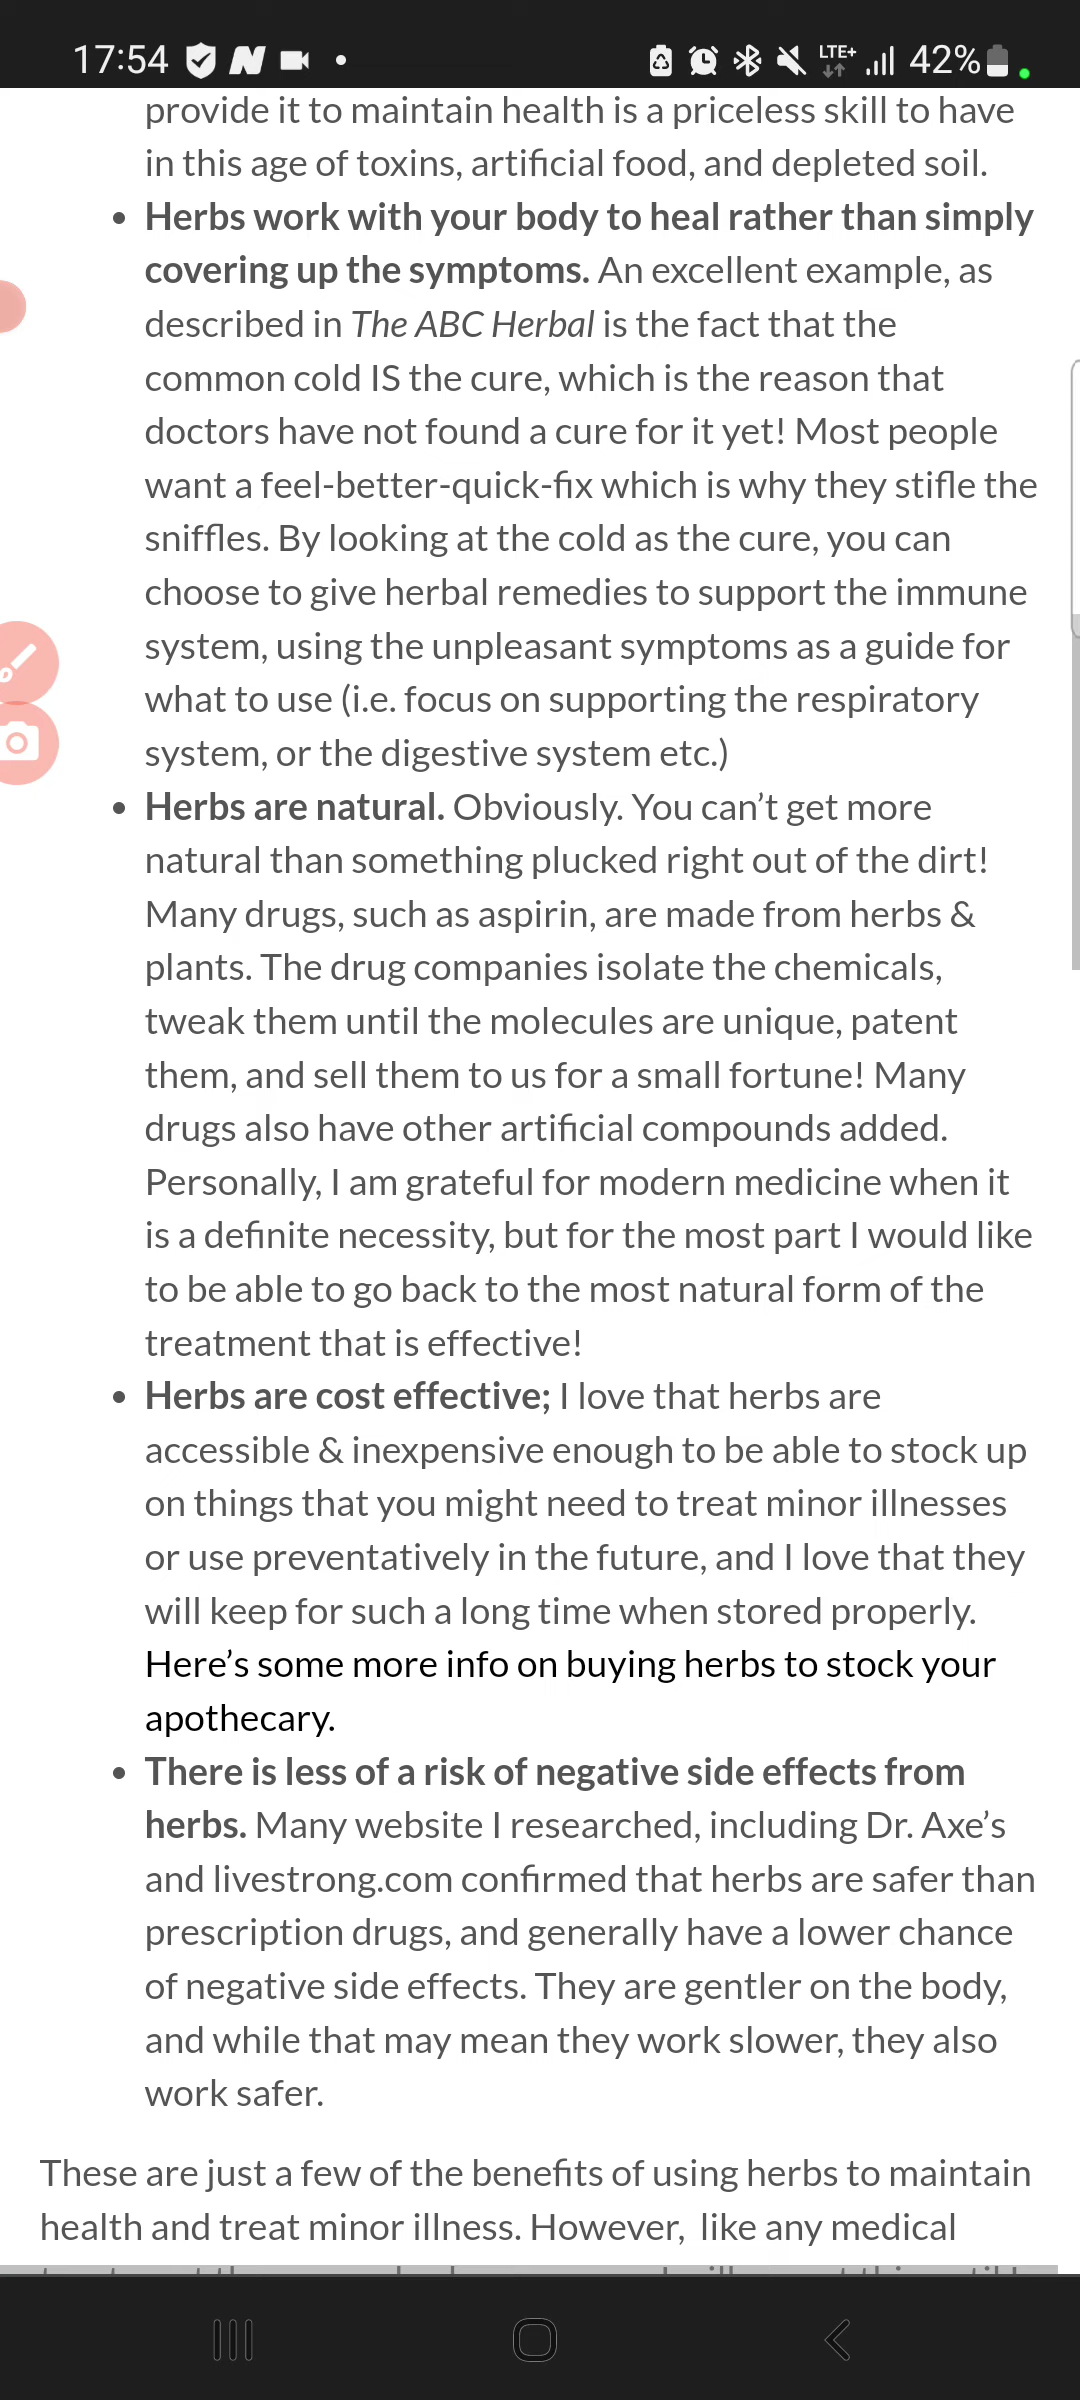 17:54 LTE+ 42%
provide it to maintain health is a priceless skill to have
in this age of toxins, artificial food, and depleted soil.
• Herbs work with your body to heal rather than simply
covering up the symptoms. An excellent example, as
described in The ABC Herbal is the fact that the
common cold IS the cure, which is the reason that
doctors have not found a cure for it yet! Most people
want a feel-better-quick-fix which is why they stifle the
sniffles. By looking at the cold as the cure, you can
choose to give herbal remedies to support the immune
system, using the unpleasant symptoms as a guide for
what to use (i.e. focus on supporting the respiratory
system, or the digestive system etc.)
• Herbs are natural. Obviously. You can’t get more
natural than something plucked right out of the dirt!
Many drugs, such as aspirin, are made from herbs &
plants. The drug companies isolate the chemicals,
tweak them until the molecules are unique, patent
them, and sell them to us for a small fortune! Many
drugs also have other artificial compounds added.
Personally, I am grateful for modern medicine when it
is a definite necessity, but for the most part I would like
to be able to go back to the most natural form of the
treatment that is effective!
• Herbs are cost effective; I love that herbs are
accessible & inexpensive enough to be able to stock up
on things that you might need to treat minor illnesses
or use preventatively in the future, and I love that they
will keep for such a long time when stored properly.
Here’s some more info on buying herbs to stock your
apothecary.
• There is less of a risk of negative side effects from
herbs. Many website I researched, including Dr. Axe’s
and livestrong.com confirmed that herbs are safer than
prescription drugs, and generally have a lower chance
of negative side effects. They are gentler on the body,
and while that may mean they work slower, they also
work safer.
These are just a few of the benefits of using herbs to maintain
health and treat minor illness. However, like any medical